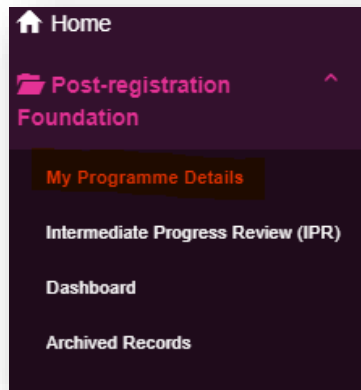 Home
Post-registration
Foundation
My Programme Details
Intermediate Progress Review (IPR)
Dashboard
Archived Records